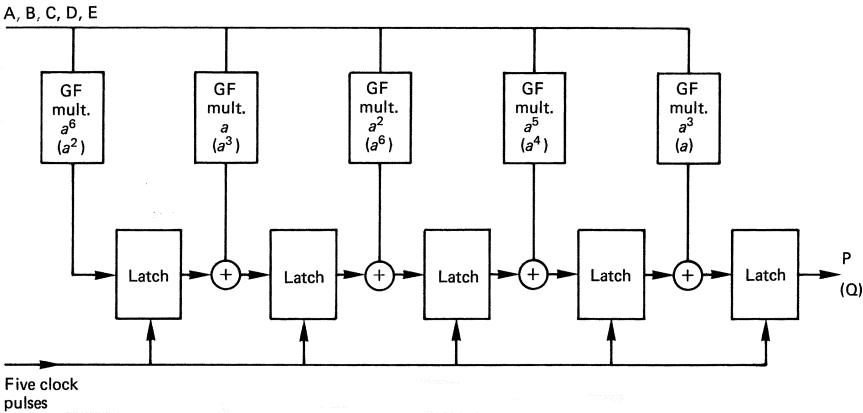 A, B, C, D, E
GF
mult.
a⁶
(a²)
GF
mult.
a
(a³)
GF
mult.
a²
(a⁶)
GF
mult.
a⁵
(a⁴)
GF
mult.
a³
(a)
Latch
+
Latch
+
Latch
+
Latch
+
Latch
P
(Q)
Five clock
pulses